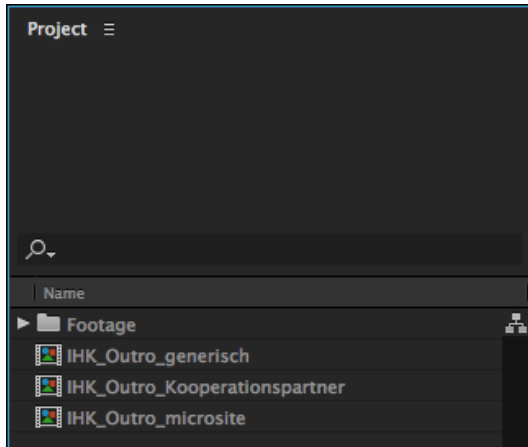 Project
Name
Footage
IHK_Outro_generisch
IHK_Outro_Kooperationspartner
IHK_Outro_microsite